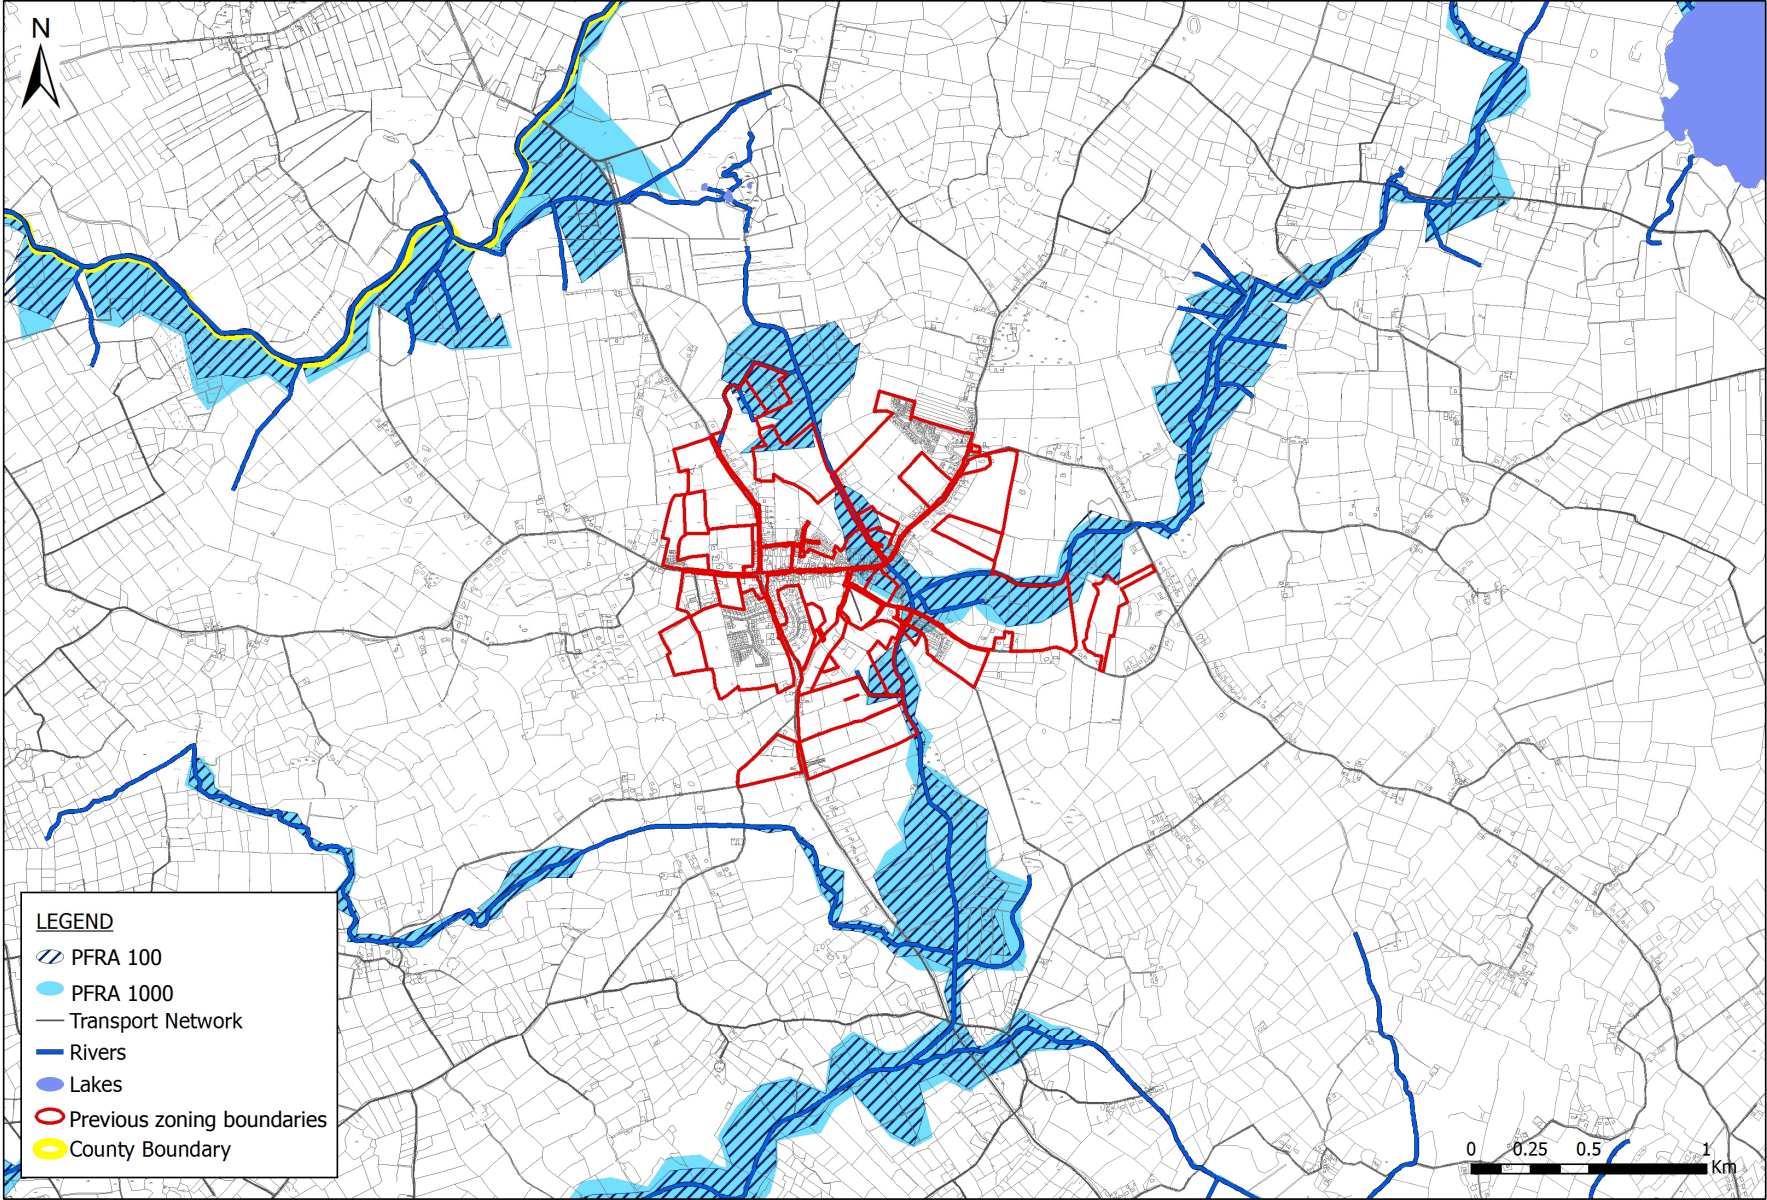 N
LEGEND
PFRA 100
PFRA 1000
Transport Network
Rivers
Lakes
Previous zoning boundaries
County Boundary
0 0.25 0.5 1
Km